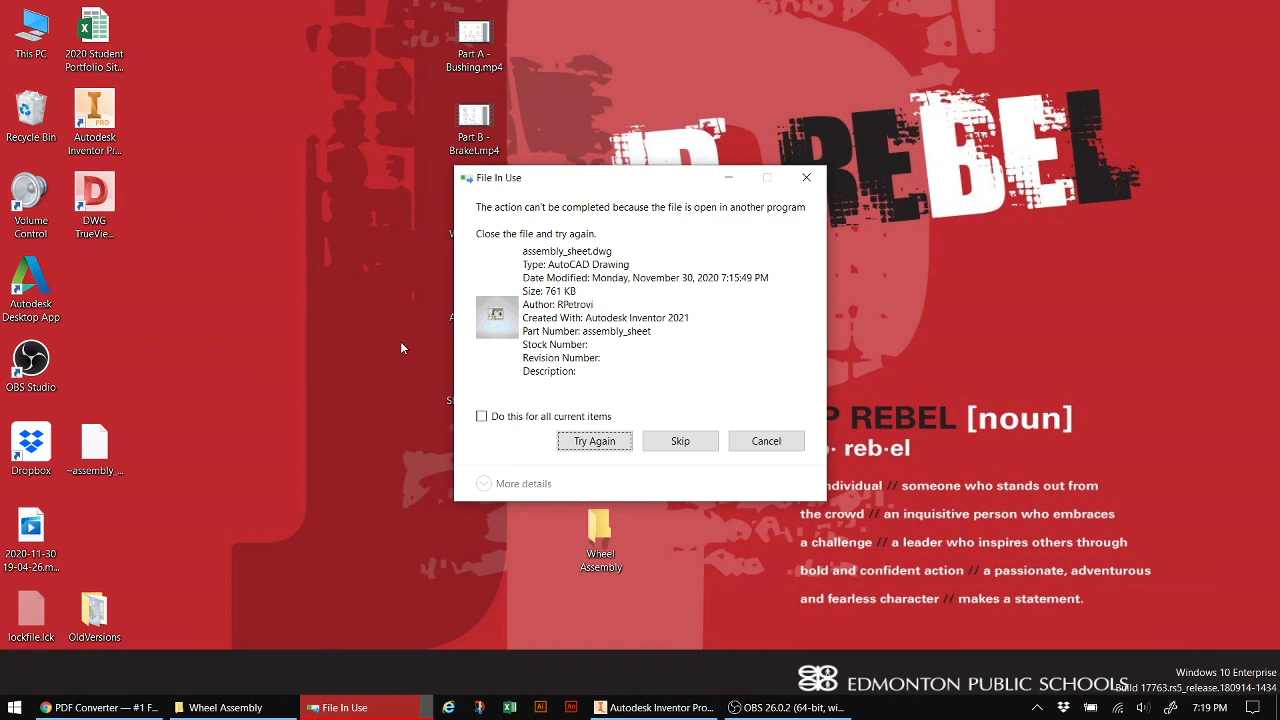 This PC
2020 Student
Portfolio Sit...
Recycle Bin
Autodesk
Inventor Pr...
Volume
Control
DWG
TrueVie...
Autodesk
Desktop App
OBS Studio
Dropbox
~assembly_...
2020-11-30
19-04-26.m...
lockfile.lck
OldVersions
Part A -
Bushing.mp4
Part B -
Braket.mp4
REBEL
File In Use
The action can't be completed because the file is open in another program
Close the file and try again.
assembly_sheet.dwg
Type: AutoCAD Drawing
Date Modified: Monday, November 30, 2020 7:15:49 PM
Size: 761 KB
Author: RPetrovi
Created With: Autodesk Inventor 2021
Part Number: assembly_sheet
Stock Number:
Revision Number:
Description:
Do this for all current items
Try Again
Skip
Cancel
More details
Wheel
Assembly
P REBEL [noun]
· reb·el
individual // someone who stands out from
the crowd // an inquisitive person who embraces
a challenge // a leader who inspires others through
bold and confident action // a passionate, adventurous
and fearless character // makes a statement.
EDMONTON PUBLIC SCHOOLS
Windows 10 Enterprise
Build 17763.rs5_release.180914-1434
PDF Converter — #1 F...
Wheel Assembly
File In Use
Autodesk Inventor Pro...
OBS 26.0.2 (64-bit, wi...
7:19 PM